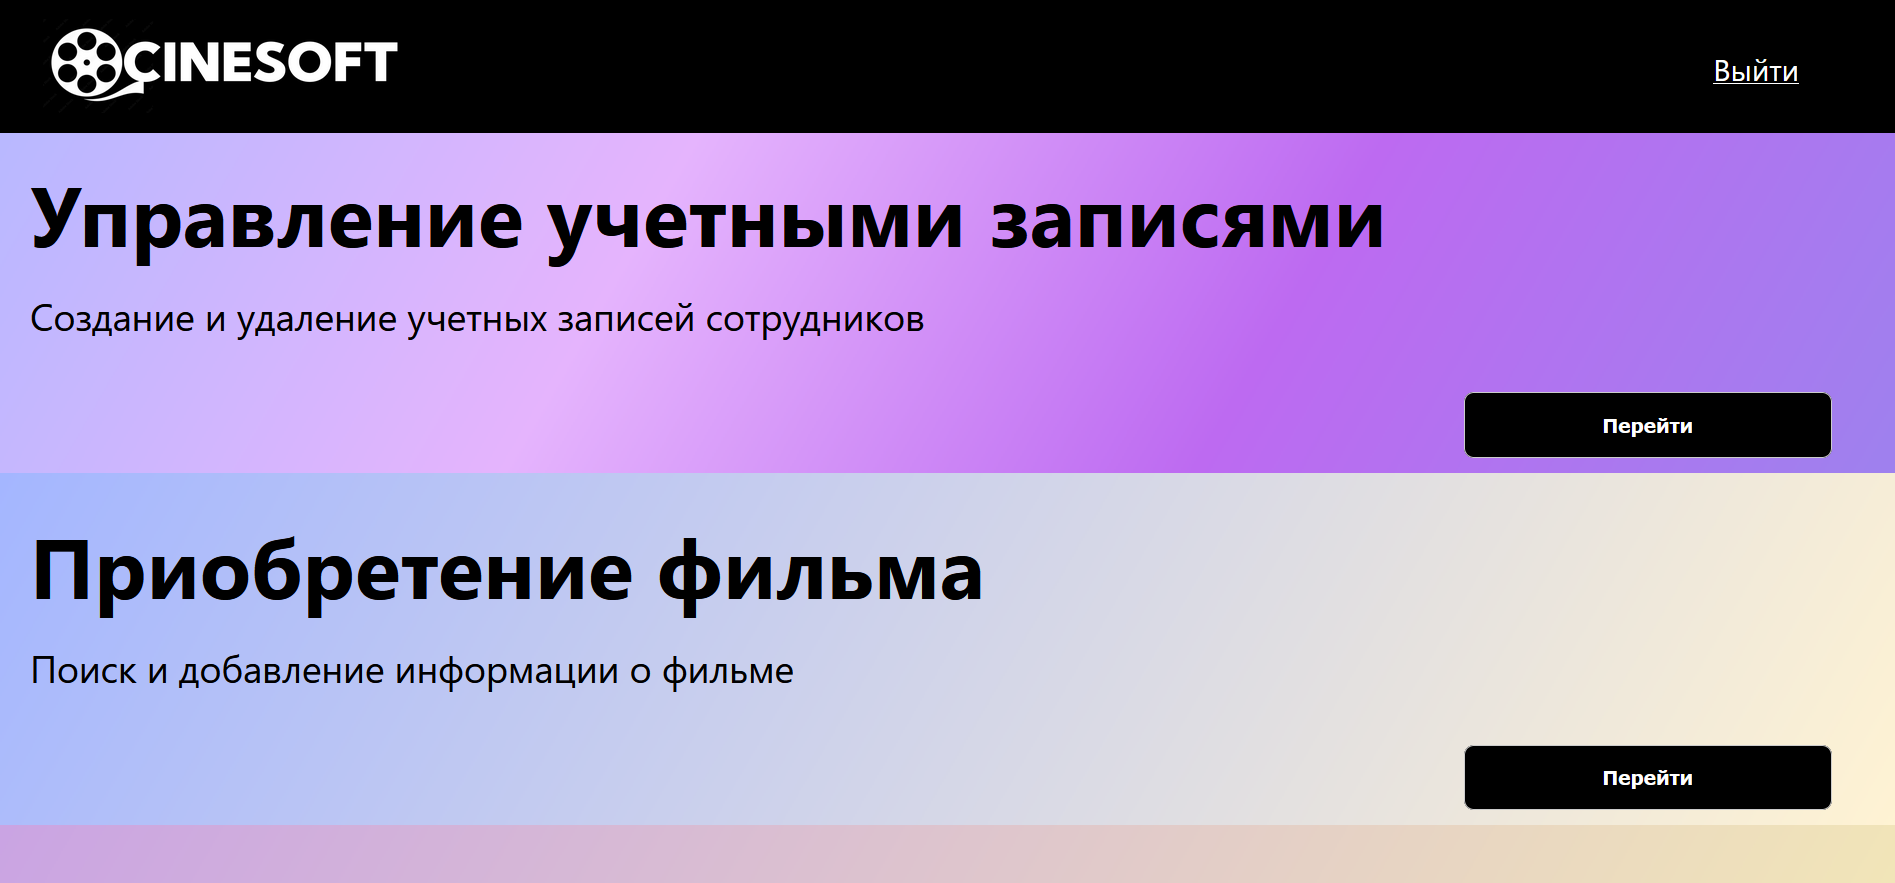 CINESOFT
Выйти
Управление учетными записями
Создание и удаление учетных записей сотрудников
Перейти
Приобретение фильма
Поиск и добавление информации о фильме
Перейти